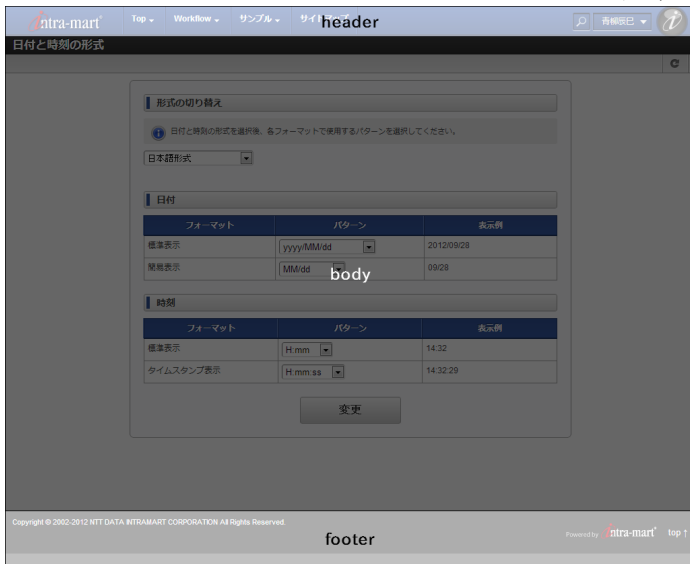 intra-mart Top Workflow サンプル サイトマップ header 青柳辰巳
日付と時刻の形式
形式の切り替え
日付と時刻の形式を選択後、各フォーマットで使用するパターンを選択してください。
日本語形式
日付
フォーマット パターン 表示例
標準表示 yyyy/MM/dd 2012/09/28
簡易表示 MM/dd 09/28
body
時刻
フォーマット パターン 表示例
標準表示 H:mm 14:32
タイムスタンプ表示 H:mm:ss 14:32:29
変更
Copyright © 2002-2012 NTT DATA INTRAMART CORPORATION All Rights Reserved.
footer
Powered by intra-mart top ↑